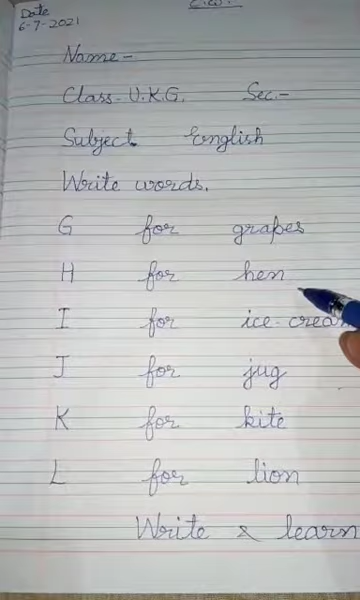 C.W.
Date
6-7-2021
Name-
Class-U.K.G. Sec.-
Subject English
Write words.
G for grapes
H for hen
I for ice-cream
J for jug
K for kite
L for lion
Write & learn